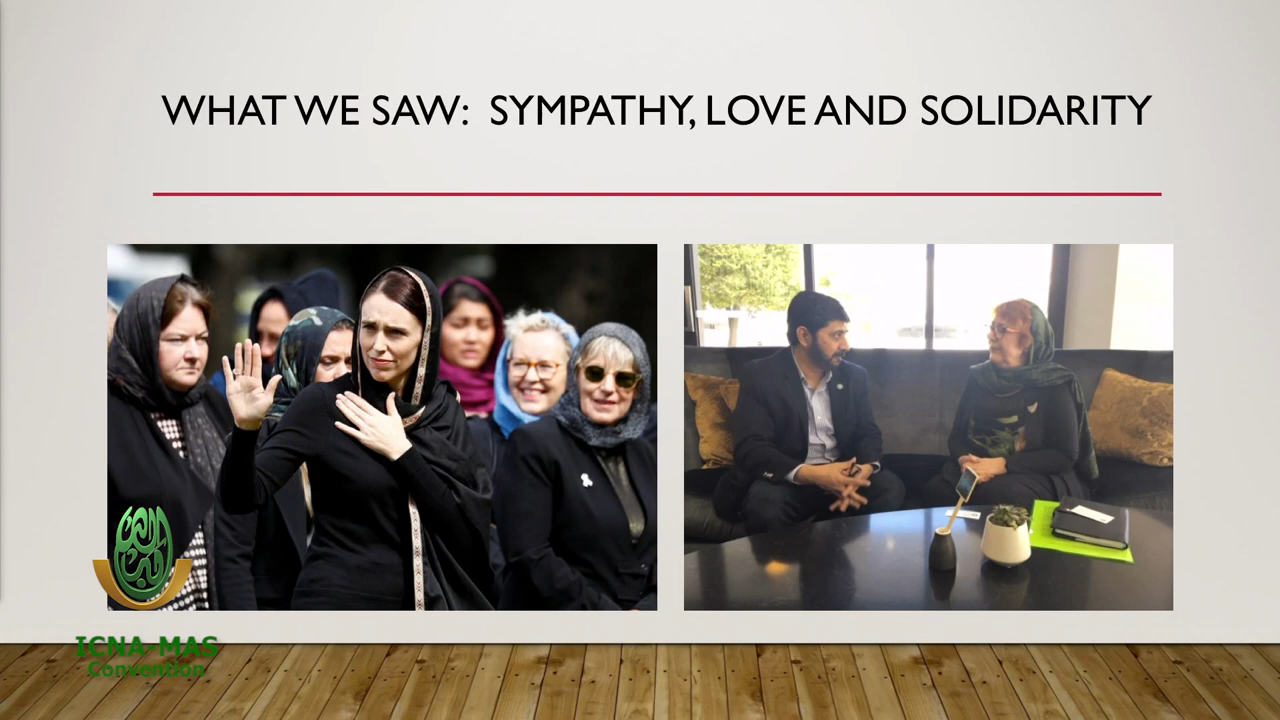 WHAT WE SAW: SYMPATHY, LOVE AND SOLIDARITY
ICNA-MAS
Convention